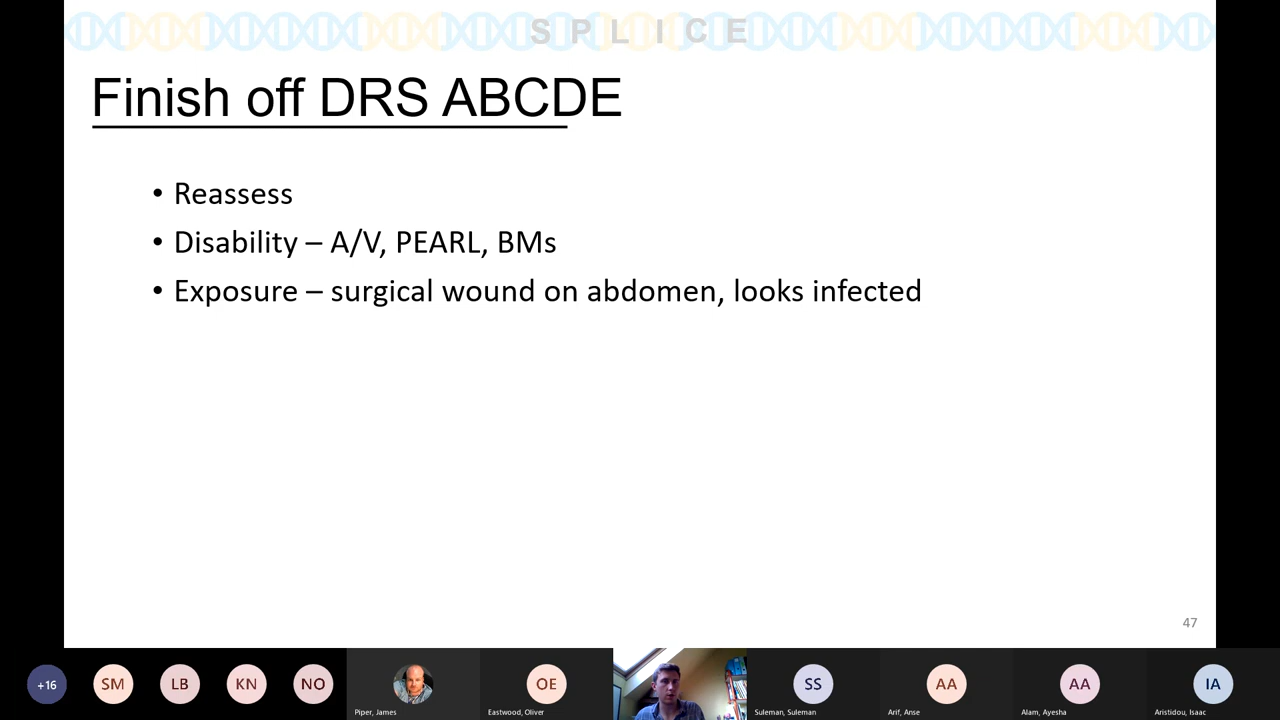 S P L I C E
Finish off DRS ABCDE
• Reassess
• Disability – A/V, PEARL, BMs
• Exposure – surgical wound on abdomen, looks infected
47
+16
SM
LB
KN
NO
Piper, James
OE
Eastwood, Oliver
SS
Suleman, Suleman
AA
Arif, Anse
AA
Alam, Ayesha
IA
Aristidou, Isaac